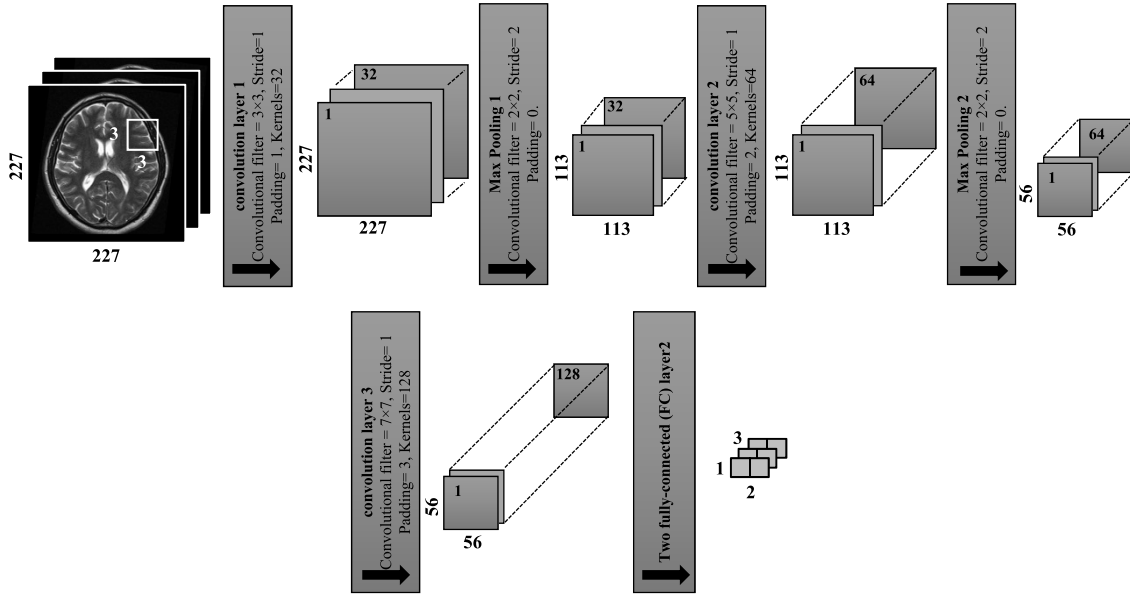 227
3
3
227
convolution layer 1
Convolutional filter = 3×3, Stride=1
Padding= 1, Kernels=32
32
1
227
227
Max Pooling 1
Convolutional filter = 2×2, Stride= 2
Padding= 0.
32
1
113
113
convolution layer 2
Convolutional filter = 5×5, Stride= 1
Padding= 2, Kernels=64
64
1
113
113
Max Pooling 2
Convolutional filter = 2×2, Stride= 2
Padding= 0.
64
1
56
56
convolution layer 3
Convolutional filter = 7×7, Stride= 1
Padding= 3, Kernels=128
128
1
56
56
Two fully-connected (FC) layer2
3
1
2